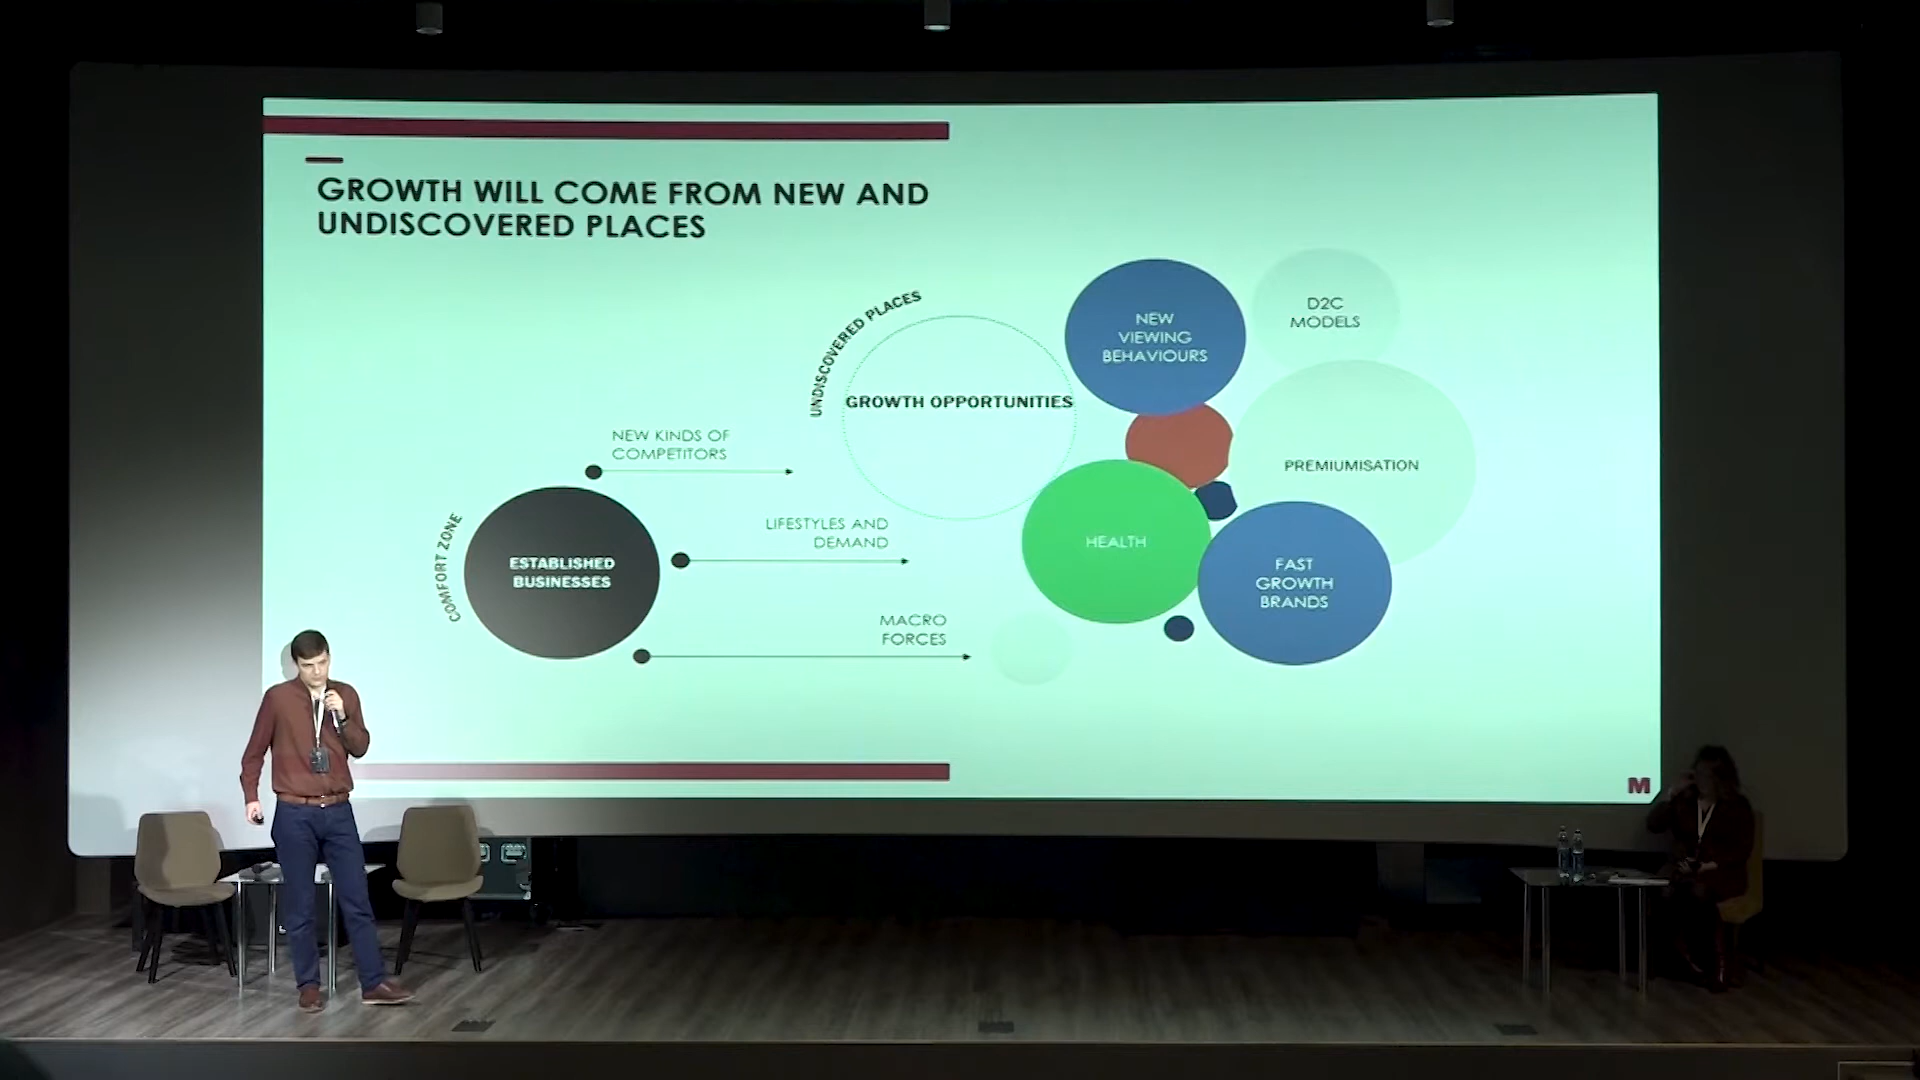 GROWTH WILL COME FROM NEW AND
UNDISCOVERED PLACES
UNDISCOVERED PLACES
GROWTH OPPORTUNITIES
NEW
VIEWING
BEHAVIOURS
D2C
MODELS
NEW KINDS OF
COMPETITORS
PREMIUMISATION
COMFORT ZONE
ESTABLISHED
BUSINESSES
LIFESTYLES AND
DEMAND
HEALTH
FAST
GROWTH
BRANDS
MACRO
FORCES
M